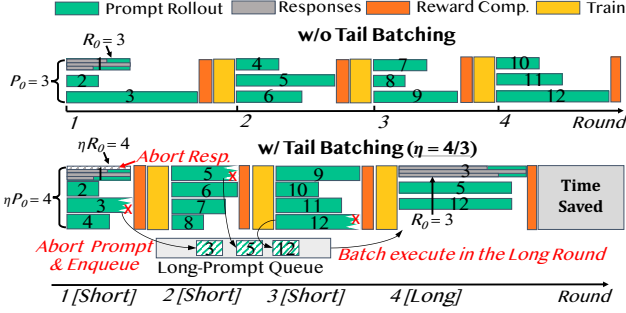 Prompt Rollout Responses Reward Comp. Train
R₀ = 3 w/o Tail Batching
P₀ = 3
1 4 7 10
2 5 8 11
3 6 9 12
1 2 3 4 Round
ηR₀ = 4 w/ Tail Batching (η = 4/3)
Abort Resp.
ηP₀ = 4
1 5 x 9 3
2 6 10 5
3 x 7 11 12
4 8 12 x
R₀ = 3
Time
Saved
Abort Prompt
& Enqueue
3 5 12
Long-Prompt Queue
Batch execute in the Long Round
1 [Short] 2 [Short] 3 [Short] 4 [Long] Round